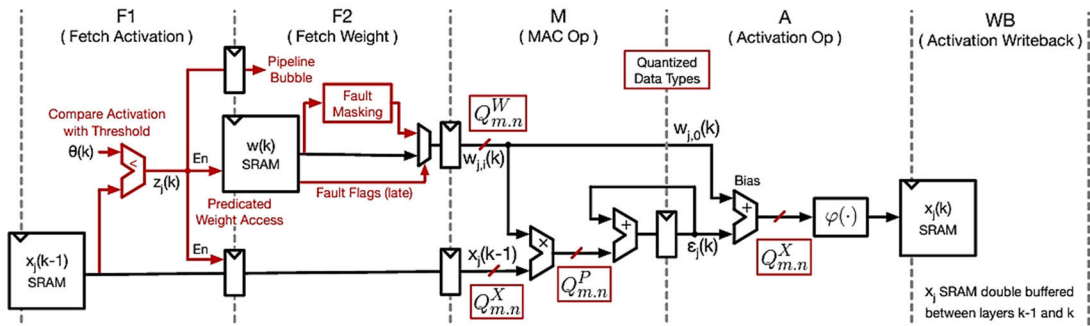 F1
( Fetch Activation )
F2
( Fetch Weight )
M
( MAC Op )
A
( Activation Op )
WB
( Activation Writeback )
Pipeline
Bubble
Quantized
Data Types
Compare Activation
with Threshold
θ(k)
<
z_j(k)
En
w(k)
SRAM
Fault
Masking
Fault Flags (late)
Predicated
Weight Access
En
Q^W_{m.n}
w_{j,i}(k)
w_{j,0}(k)
Bias
+
+
×
φ(·)
x_j(k)
SRAM
x_j(k-1)
SRAM
x_j(k-1)
Q^X_{m.n}
Q^P_{m.n}
ε_j(k)
Q^X_{m.n}
x_j SRAM double buffered
between layers k-1 and k